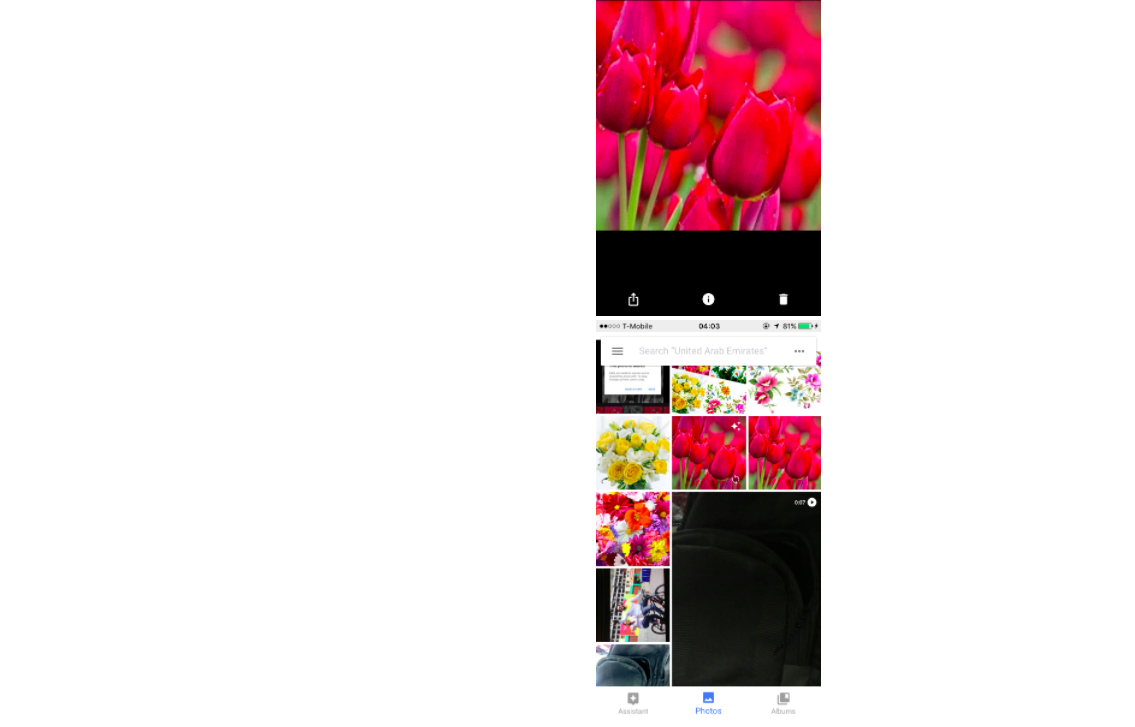 T-Mobile 04:03 81%
Search "United Arab Emirates"
0:07
Assistant Photos Albums